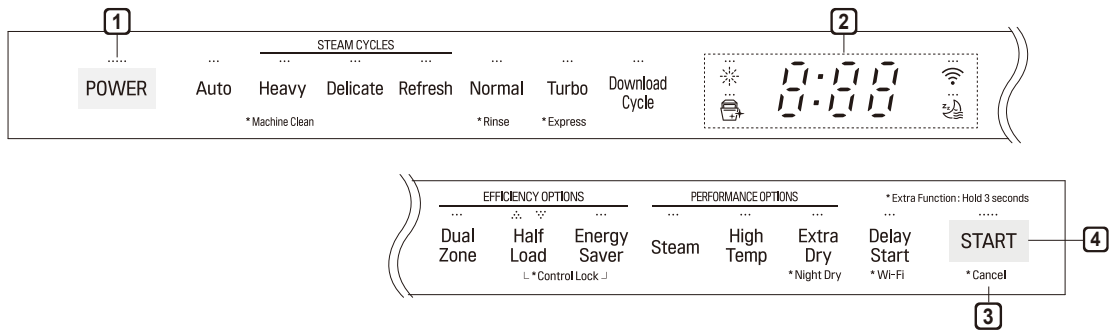 1
2
STEAM CYCLES
POWER Auto Heavy Delicate Refresh Normal Turbo Download
Cycle
*Machine Clean *Rinse *Express
8:88
EFFICIENCY OPTIONS PERFORMANCE OPTIONS *Extra Function: Hold 3 seconds
Dual Half Energy Steam High Extra Delay START 4
Zone Load Saver Temp Dry Start
*Control Lock *Night Dry *Wi-Fi *Cancel
3